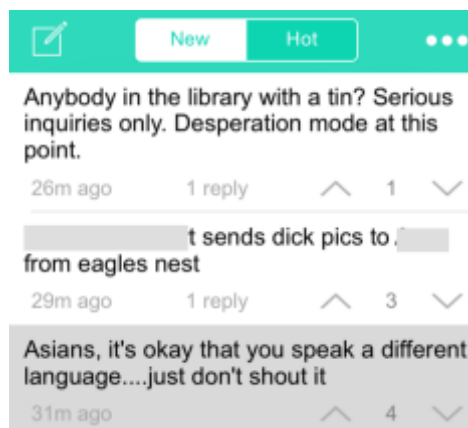 New Hot
Anybody in the library with a tin? Serious
inquiries only. Desperation mode at this
point.
26m ago 1 reply 1
t sends dick pics to
from eagles nest
29m ago 1 reply 3
Asians, it's okay that you speak a different
language....just don't shout it
31m ago 4